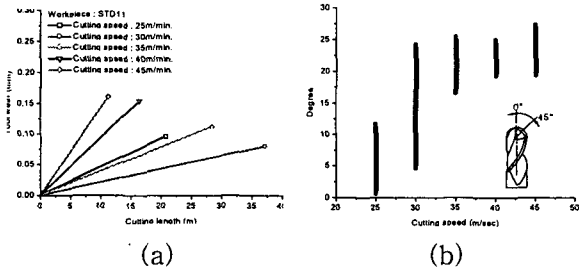 Workpiece : STD11
Cutting speed : 25m/min.
Cutting speed : 30m/min.
Cutting speed : 35m/min.
Cutting speed : 40m/min.
Cutting speed : 45m/min.
0.15
0.10
0.05
0.00
0 5 10 15 20 25 30 35 40
Cutting length (m)
(a)
30
25
20
15
10
5
0
Degree
0°
45°
20 25 30 35 40 45 50
Cutting speed (m/sec)
(b)